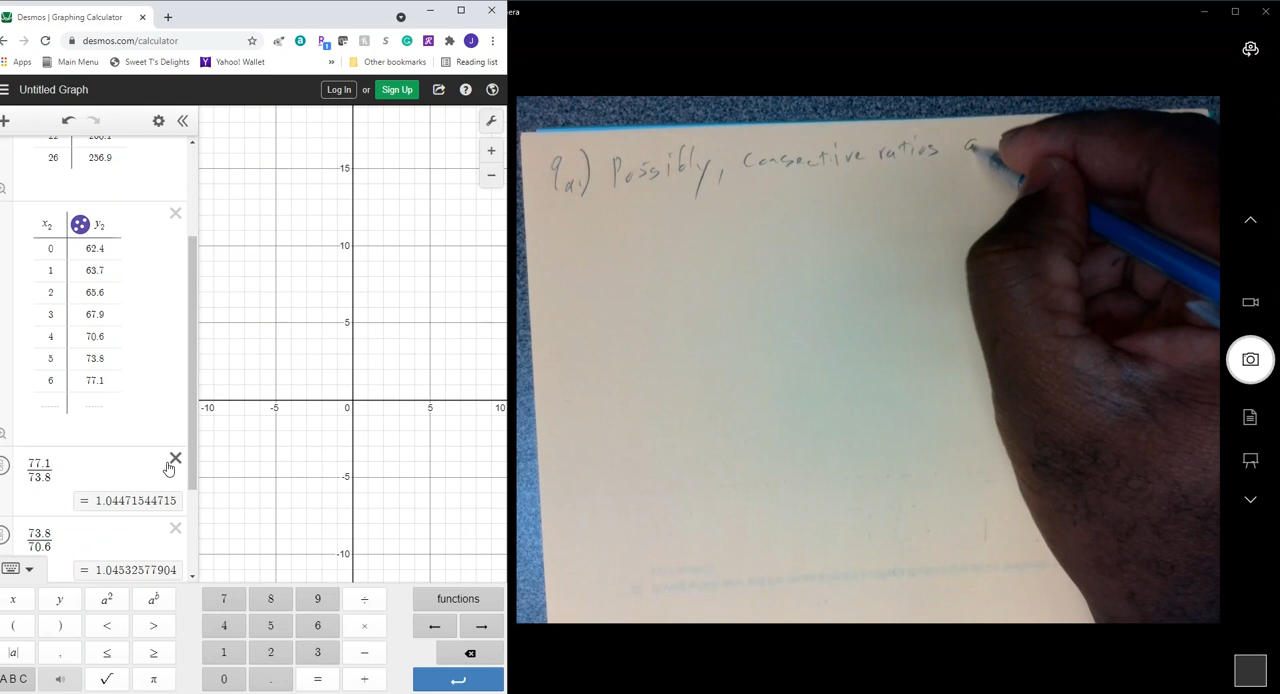 Desmos | Graphing Calculator
era
desmos.com/calculator
1
J
Apps Main Menu Sweet T's Delights Yahoo! Wallet » Other bookmarks Reading list
Untitled Graph
Log In or Sign Up
26 256.9
x₂ y₂
0 62.4
1 63.7
2 65.6
3 67.9
4 70.6
5 73.8
6 77.1
77.1
73.8
= 1.04471544715
73.8
70.6
= 1.04532577904
15
10
5
-10 -5 0 5 10
-5
-10
9a.) Possibly, consective ratios a
x y a² aᵇ 7 8 9 ÷ functions
( ) < > 4 5 6 × ← →
|a| , ≤ ≥ 1 2 3 −
A B C √ π 0 . = +